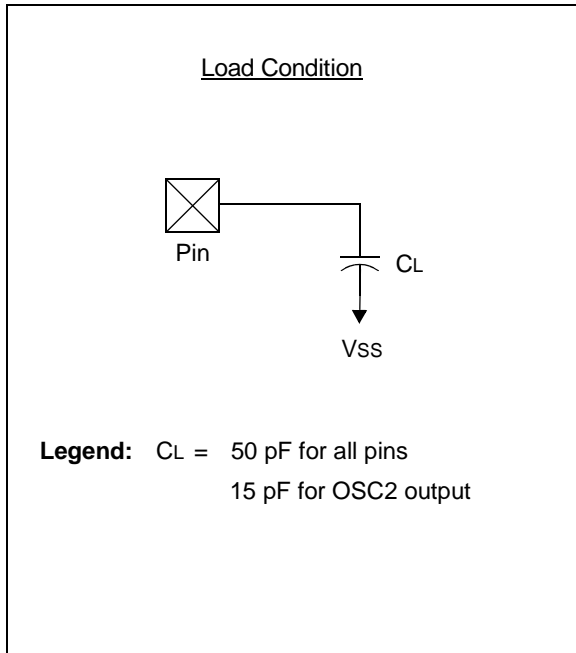 Load Condition
Pin
CL
VSS
Legend: CL = 50 pF for all pins
15 pF for OSC2 output